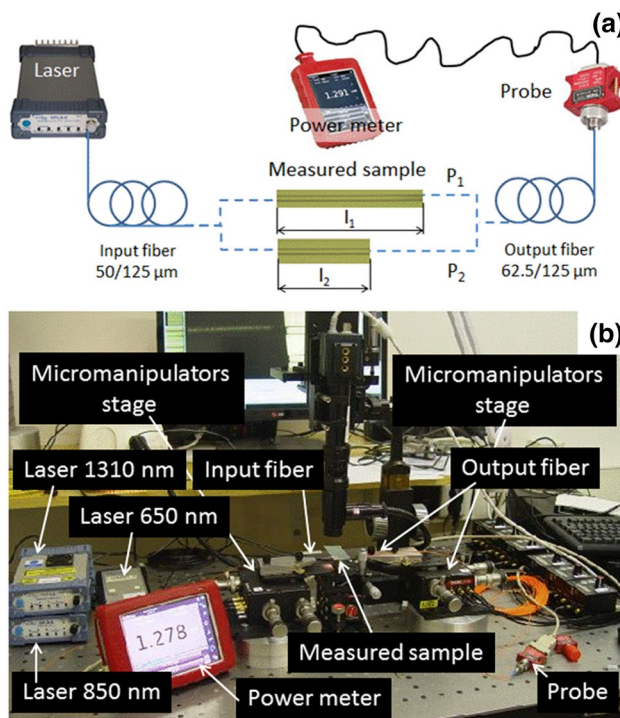 (a)
Laser
1.291
Power meter
Probe
Measured sample
P1
l1
Input fiber
50/125 µm
Output fiber
62.5/125 µm
l2
P2
(b)
Micromanipulators
stage
Micromanipulators
stage
Laser 1310 nm
Input fiber
Output fiber
Laser 650 nm
1.278
Measured sample
Laser 850 nm
Power meter
Probe